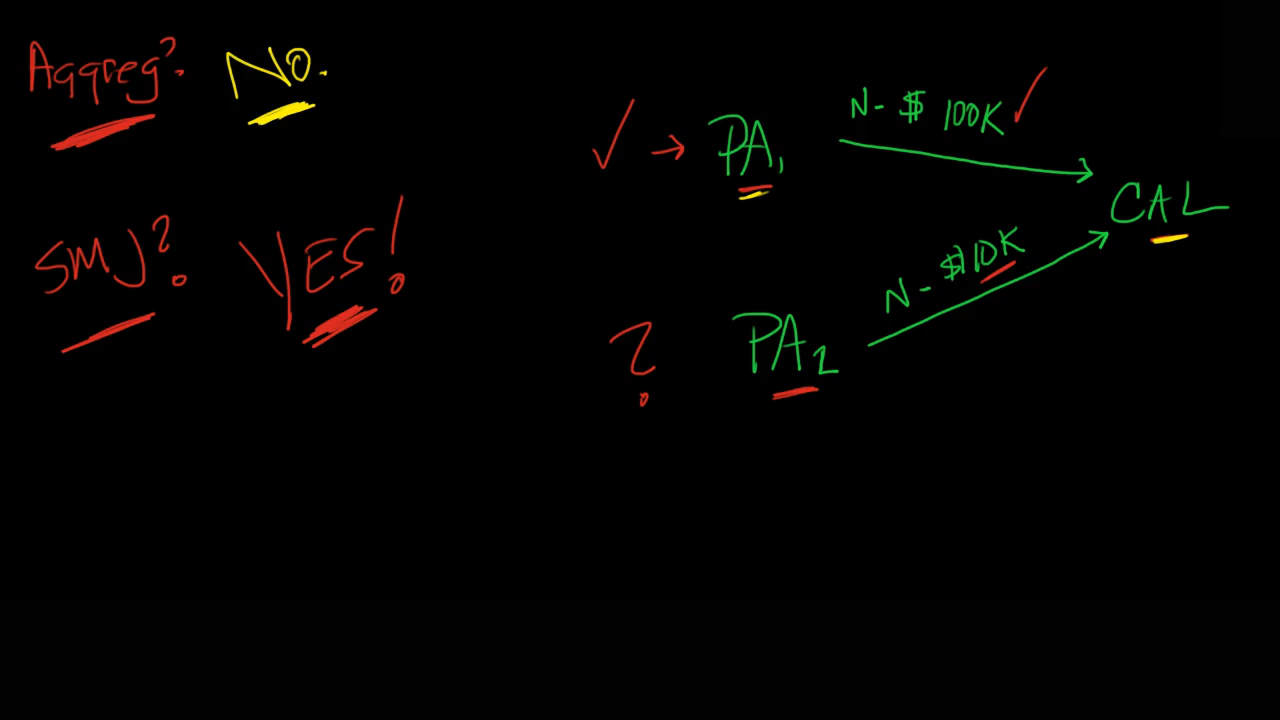 Aggreg? No.
SMJ? YES!
✓ → PA₁ N- $ 100K ✓
CAL
? PA₂ N- $10K